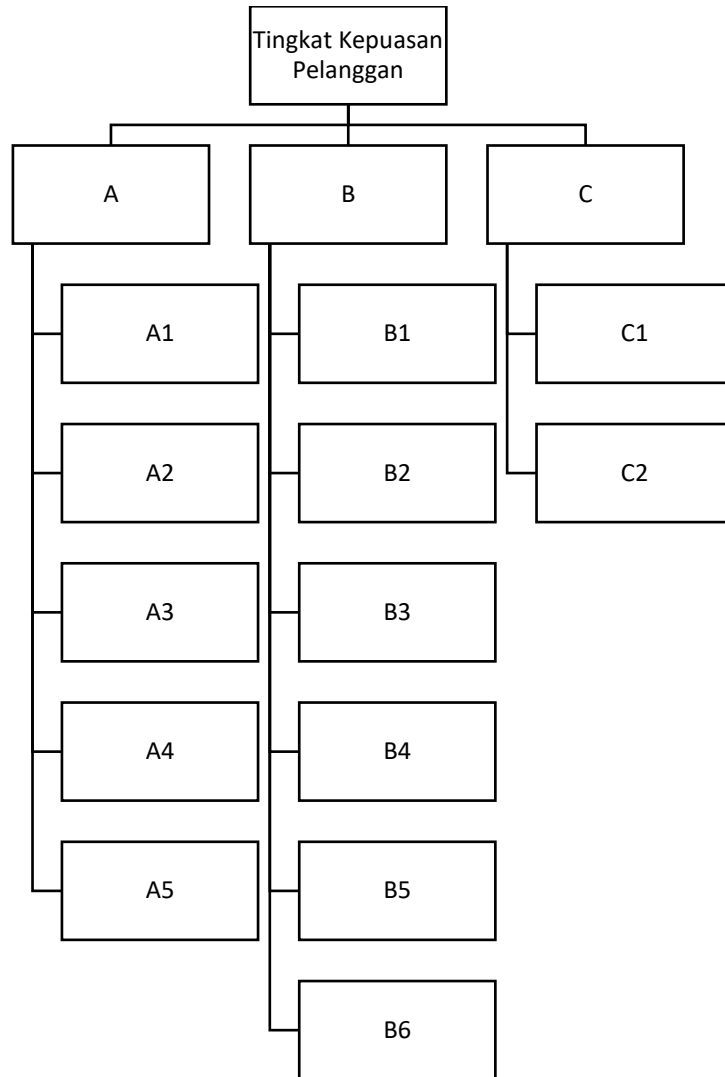 Tingkat Kepuasan
Pelanggan
A
B
C
A1
B1
C1
A2
B2
C2
A3
B3
A4
B4
A5
B5
B6